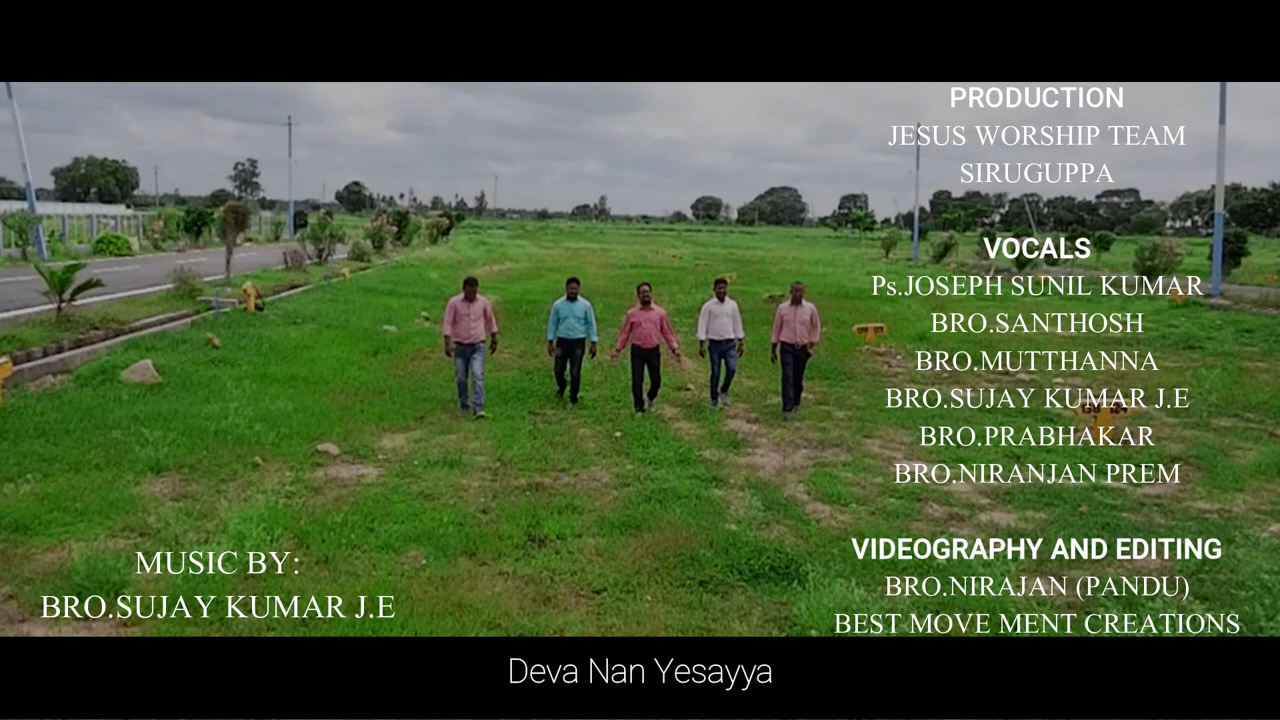 PRODUCTION
JESUS WORSHIP TEAM
SIRUGUPPA
VOCALS
Ps.JOSEPH SUNIL KUMAR
BRO.SANTHOSH
BRO.MUTTHANNA
BRO.SUJAY KUMAR J.E
BRO.PRABHAKAR
BRO.NIRANJAN PREM
VIDEOGRAPHY AND EDITING
BRO.NIRAJAN (PANDU)
BEST MOVE MENT CREATIONS
MUSIC BY:
BRO.SUJAY KUMAR J.E
Deva Nan Yesayya